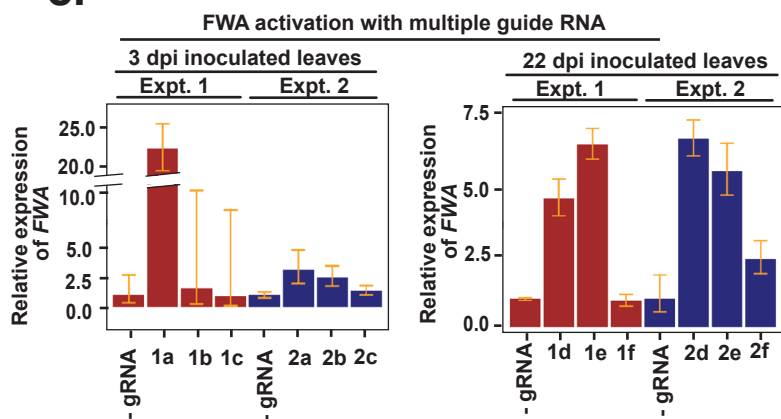 FWA activation with multiple guide RNA
3 dpi inoculated leaves
Expt. 1 Expt. 2
Relative expression
of FWA
25.0
20.0
10.0
5.0
2.5
0.0
- gRNA 1a 1b 1c - gRNA 2a 2b 2c
22 dpi inoculated leaves
Expt. 1 Expt. 2
Relative expression
of FWA
7.5
5.0
2.5
0.0
- gRNA 1d 1e 1f - gRNA 2d 2e 2f